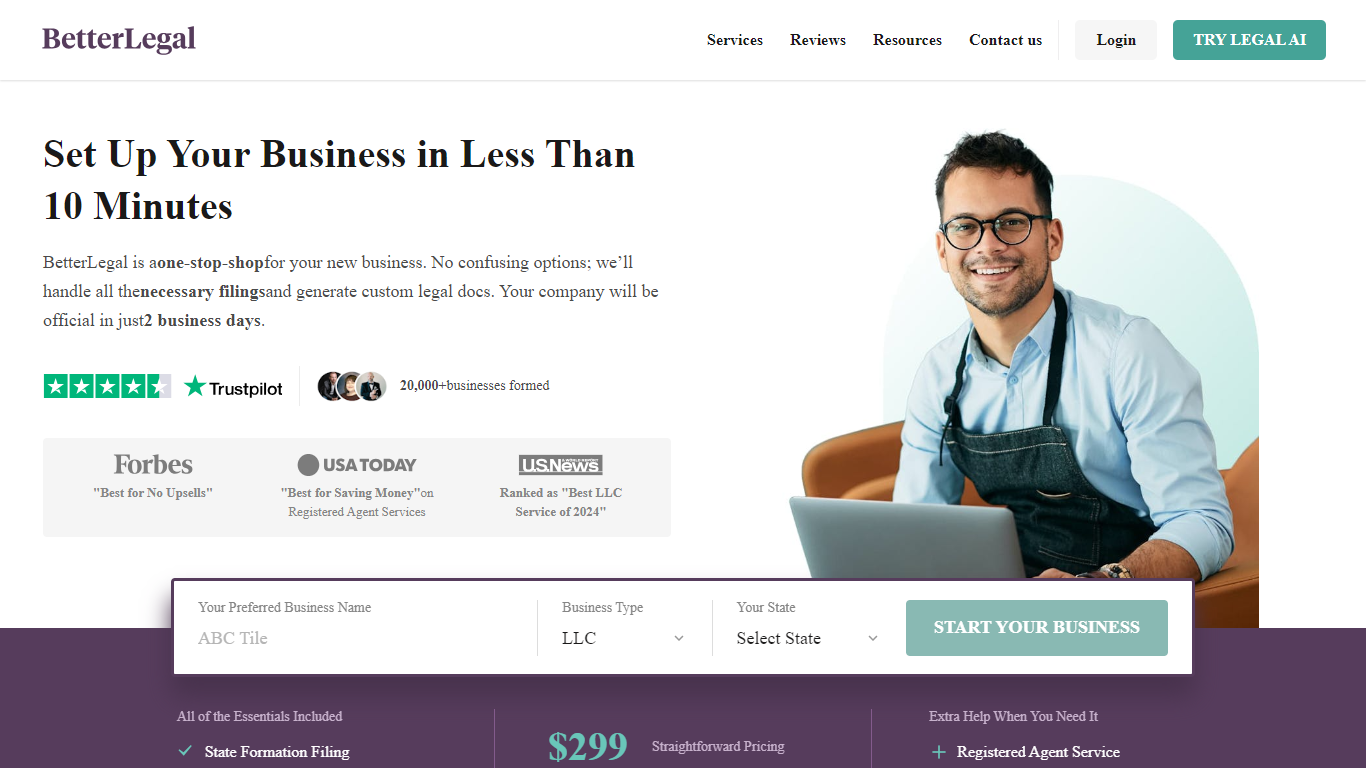 BetterLegal
Services
Reviews
Resources
Contact us
Login
TRY LEGAL AI
Set Up Your Business in Less Than
10 Minutes
BetterLegal is aone-stop-shopfor your new business. No confusing options; we’ll
handle all thenecessary filingsand generate custom legal docs. Your company will be
official in just2 business days.
Trustpilot
20,000+businesses formed
Forbes
"Best for No Upsells"
USA TODAY
"Best for Saving Money"on
Registered Agent Services
U.S.News
Ranked as "Best LLC
Service of 2024"
Your Preferred Business Name
ABC Tile
Business Type
LLC
Your State
Select State
START YOUR BUSINESS
All of the Essentials Included
State Formation Filing
$299
Straightforward Pricing
Extra Help When You Need It
Registered Agent Service